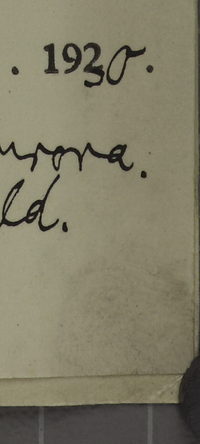 . 1930.
urora.
ld.